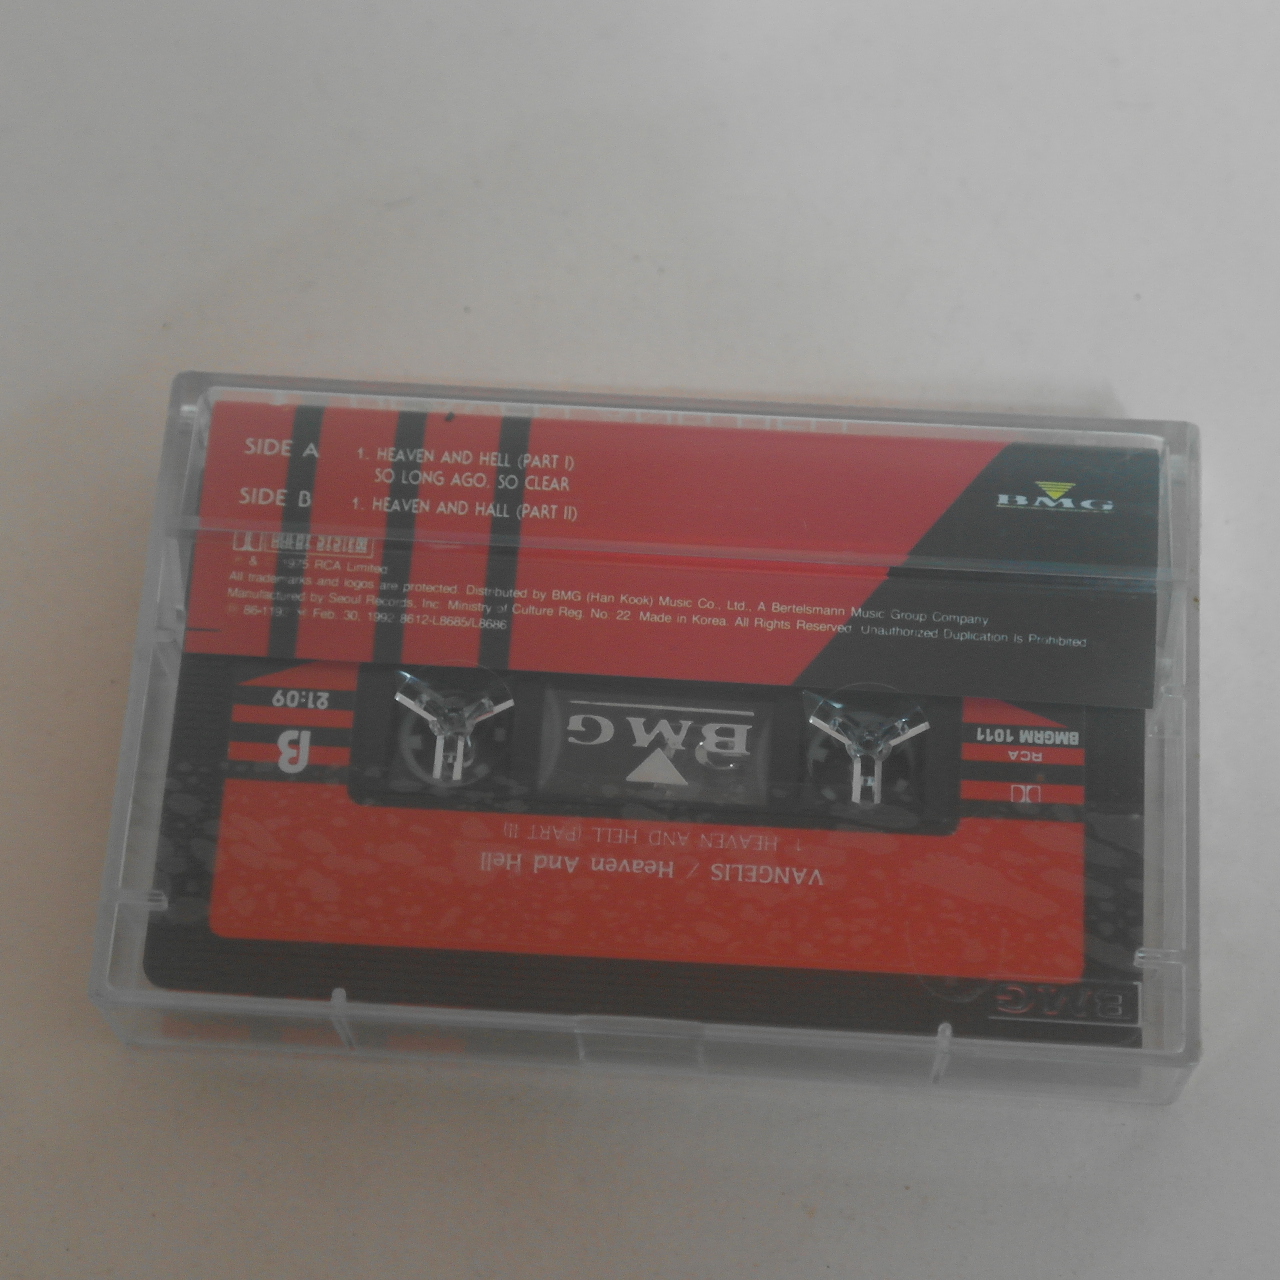 SIDE A
1. HEAVEN AND HELL (PART I)
SO LONG AGO, SO CLEAR
SIDE B
1. HEAVEN AND HALL (PART II)
BMG
& 1975 RCA Limited
All trademarks and logos are protected. Distributed by BMG (Han Kook) Music Co., Ltd., A Bertelsmann Music Group Company
Manufactured by Seoul Records, Inc. Ministry of Culture Reg. No. 22. Made in Korea. All Rights Reserved. Unauthorized Duplication Is Prohibited.
Feb. 30, 1992. 8612-L8685/L8686
21:09
B
BMG
BMGRM 1011
RCA
1. HEAVEN AND HELL (PART II)
VANGELIS / Heaven And Hell
BMG